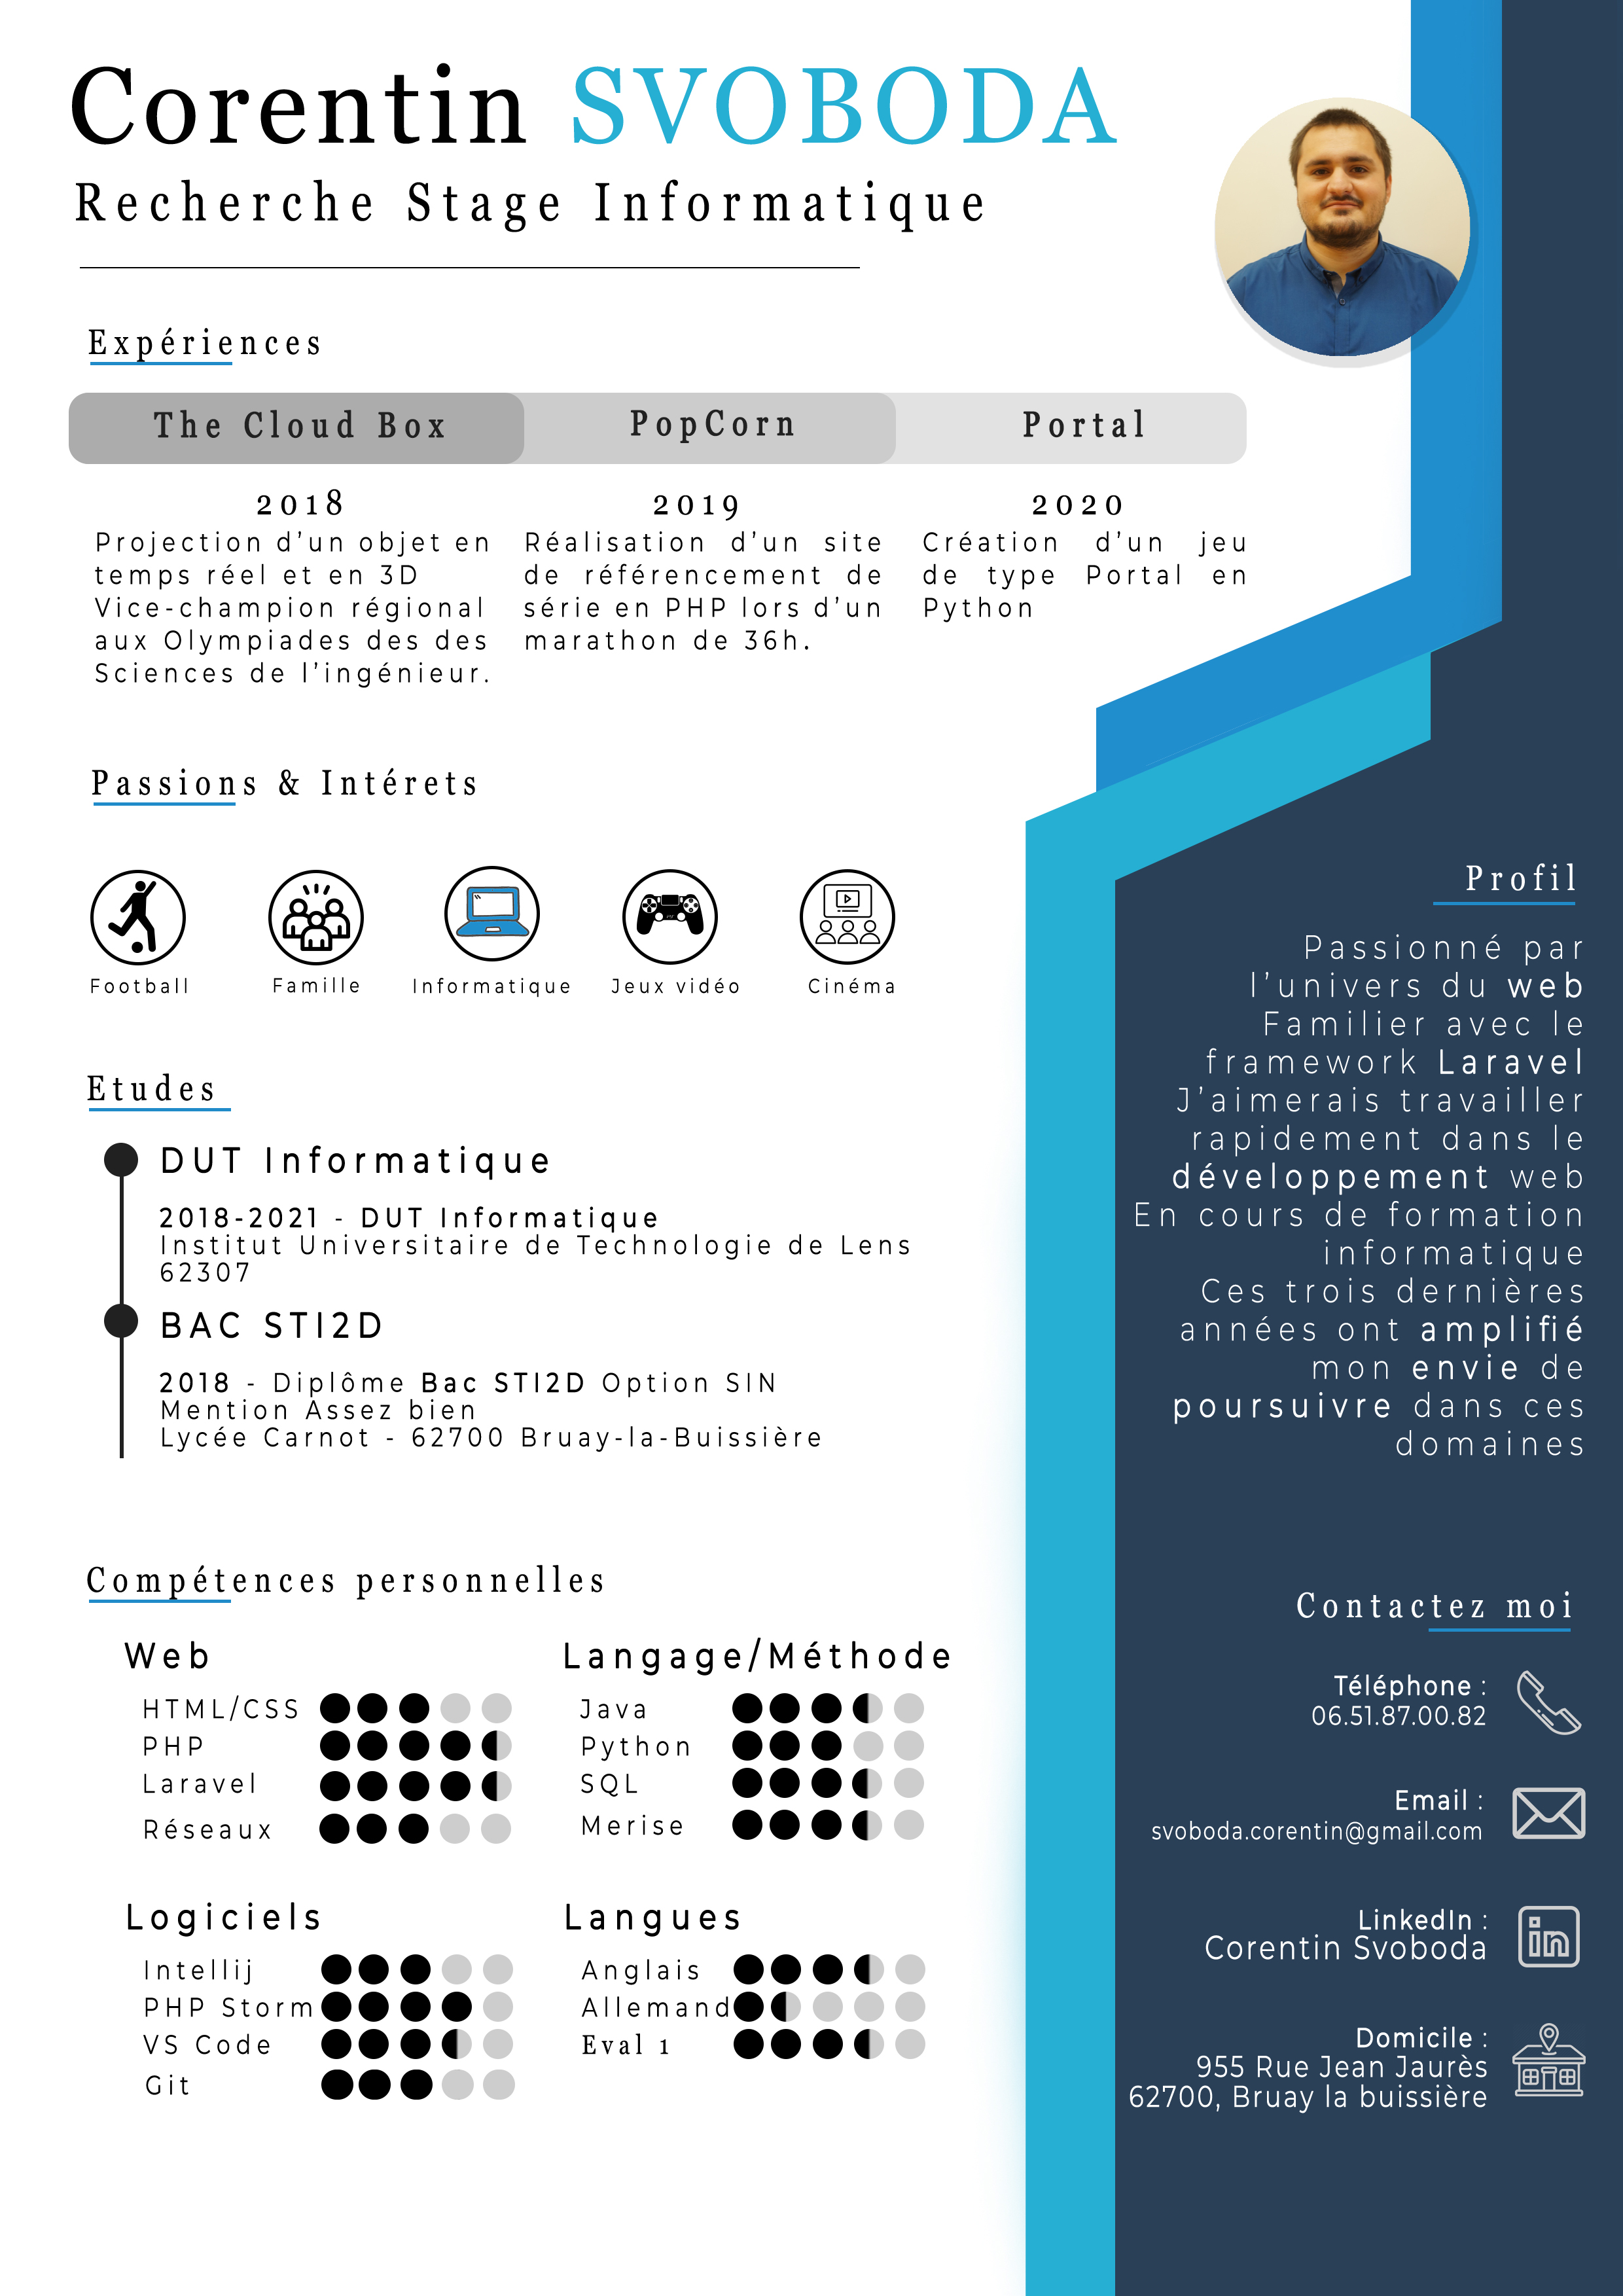 Corentin SVOBODA
Recherche Stage Informatique
Expériences
The Cloud Box
PopCorn
Portal
2018
Projection d'un objet en
temps réel et en 3D
Vice-champion régional
aux Olympiades des des
Sciences de l'ingénieur.
2019
Réalisation d'un site
de référencement de
série en PHP lors d'un
marathon de 36h.
2020
Création d'un jeu
de type Portal en
Python
Passions & Intérets
Football
Famille
Informatique
Jeux vidéo
Cinéma
Etudes
DUT Informatique
2018-2021 - DUT Informatique
Institut Universitaire de Technologie de Lens
62307
BAC STI2D
2018 - Diplôme Bac STI2D Option SIN
Mention Assez bien
Lycée Carnot - 62700 Bruay-la-Buissière
Compétences personnelles
Web
HTML/CSS
PHP
Laravel
Réseaux
Langage/Méthode
Java
Python
SQL
Merise
Logiciels
Intellij
PHP Storm
VS Code
Git
Langues
Anglais
Allemand
Eval 1
Profil
Passionné par
l'univers du web
Familier avec le
framework Laravel
J'aimerais travailler
rapidement dans le
développement web
En cours de formation
informatique
Ces trois dernières
années ont amplifié
mon envie de
poursuivre dans ces
domaines
Contactez moi
Téléphone :
06.51.87.00.82
Email :
svoboda.corentin@gmail.com
LinkedIn :
Corentin Svoboda
in
Domicile :
955 Rue Jean Jaurès
62700, Bruay la buissière